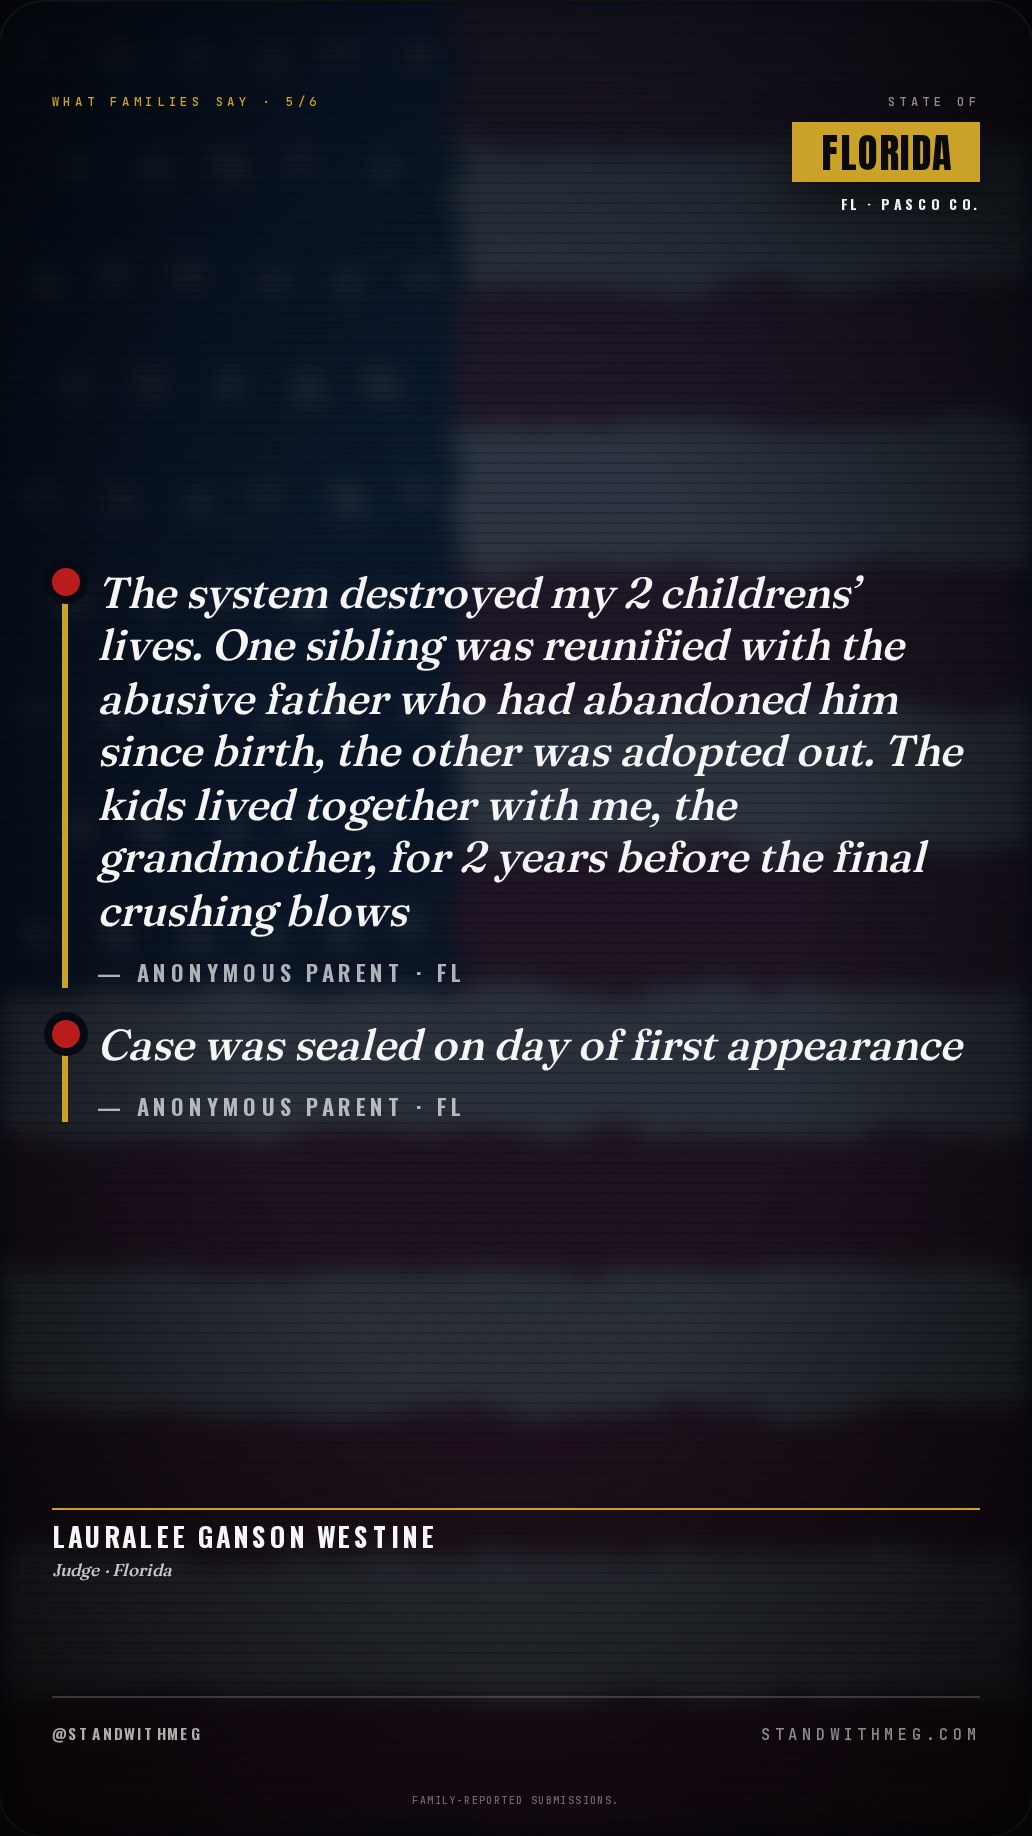 WHAT FAMILIES SAY · 5/6
STATE OF
FLORIDA
FL · PASCO CO.
The system destroyed my 2 childrens’
lives. One sibling was reunified with the
abusive father who had abandoned him
since birth, the other was adopted out. The
kids lived together with me, the
grandmother, for 2 years before the final
crushing blows
— ANONYMOUS PARENT · FL
Case was sealed on day of first appearance
— ANONYMOUS PARENT · FL
LAURALEE GANSON WESTINE
Judge · Florida
@STANDWITHMEG
STANDWITHMEG.COM
FAMILY-REPORTED SUBMISSIONS.